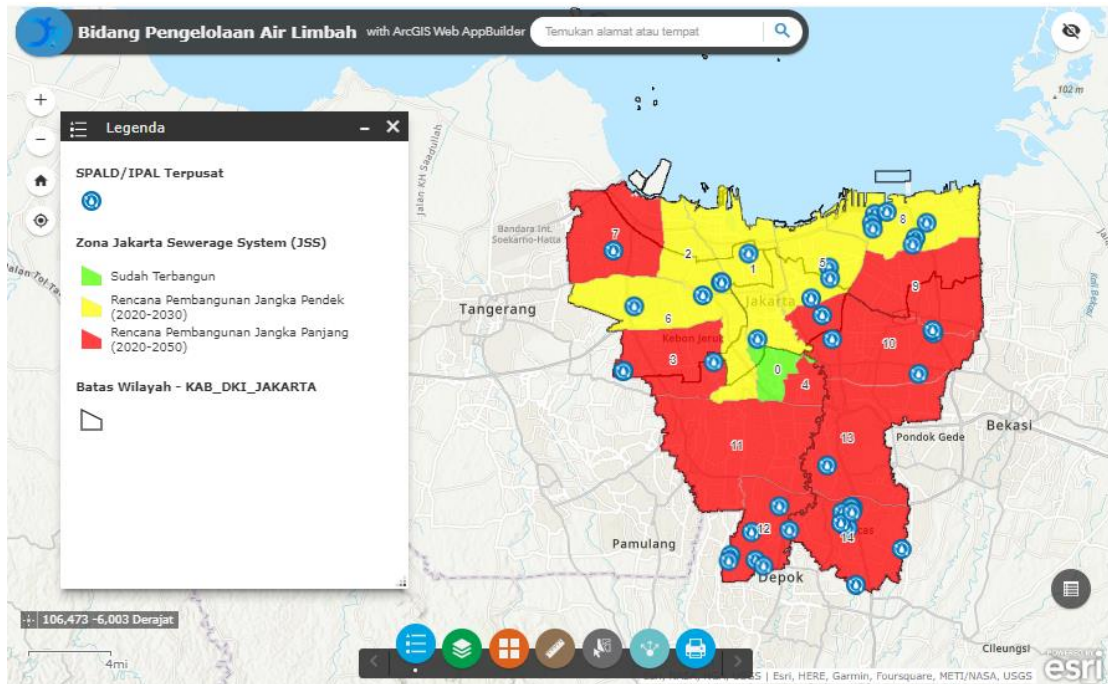 Bidang Pengelolaan Air Limbah with ArcGIS Web AppBuilder
Temukan alamat atau tempat
102 m
+
−
Legenda
SPALD/IPAL Terpusat
Zona Jakarta Sewerage System (JSS)
Sudah Terbangun
Rencana Pembangunan Jangka Pendek
(2020-2030)
Rencana Pembangunan Jangka Panjang
(2020-2050)
Batas Wilayah - KAB_DKI_JAKARTA
Jalan KH Saadullah
Bandara Int.
Soekarno-Hatta
7
2
1
5
8
9
Jakarta
Tangerang
6
Kebon Jeruk
3
10
0
4
Bekasi
11
13
Pondok Gede
12
14
Pamulang
Depok
106,473 -6,003 Derajat
4mi
Cileungsi
POWERED BY
esri
Esri, HERE, Garmin, Foursquare, METI/NASA, USGS